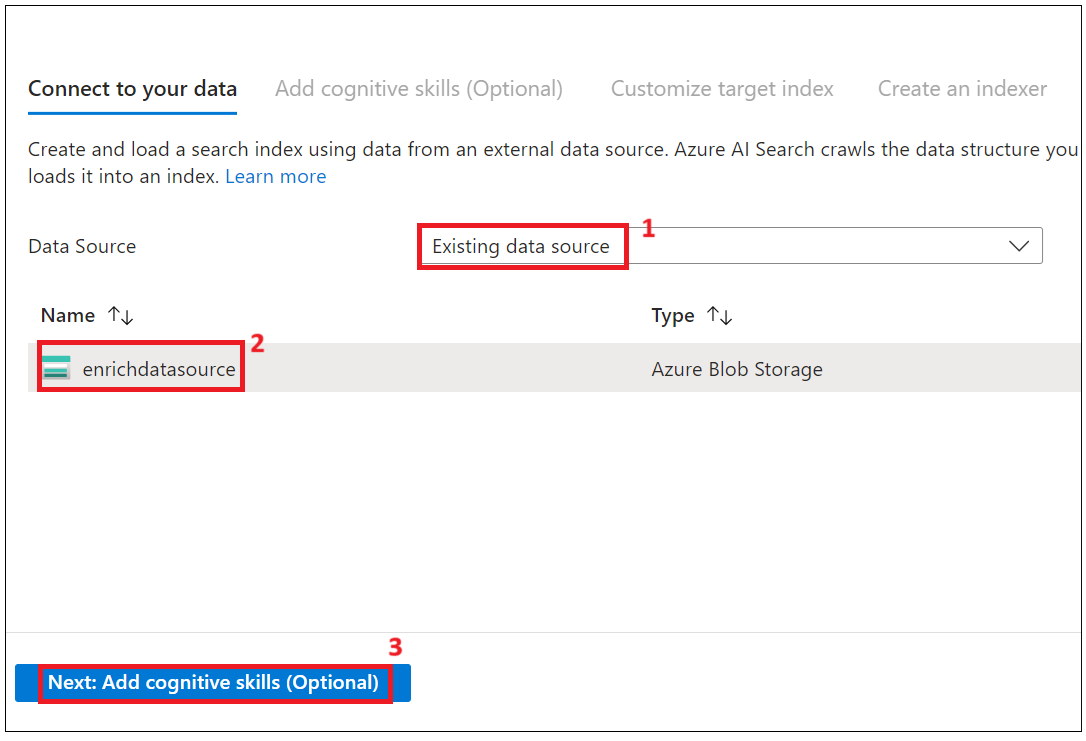 Connect to your data Add cognitive skills (Optional) Customize target index Create an indexer
Create and load a search index using data from an external data source. Azure AI Search crawls the data structure you
loads it into an index. Learn more
1
Data Source Existing data source
Name Type
2
enrichdatasource Azure Blob Storage
3
Next: Add cognitive skills (Optional)